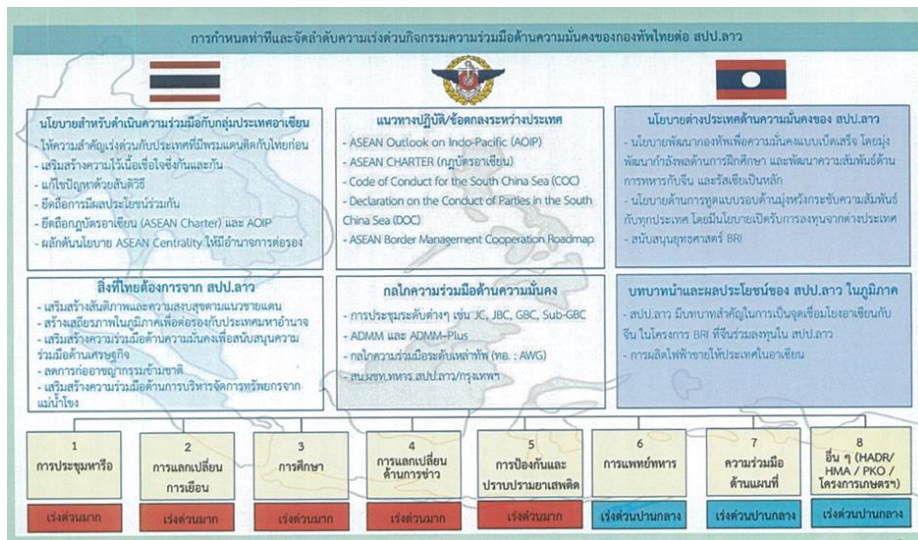 การกำหนดท่าทีและจัดลำดับความเร่งด่วนกิจกรรมความร่วมมือด้านความมั่นคงของกองทัพไทยต่อ สปป.ลาว
นโยบายสำหรับดำเนินความร่วมมือกับกลุ่มประเทศอาเซียน
- ให้ความสำคัญเร่งด่วนกับประเทศที่มีพรมแดนติดกับไทยก่อน
- เสริมสร้างความไว้เนื้อเชื่อใจซึ่งกันและกัน
- แก้ไขปัญหาด้วยสันติวิธี
- ยึดถือการมีผลประโยชน์ร่วมกัน
- ยึดถือกฎบัตรอาเซียน (ASEAN Charter) และ AOIP
- ผลักดันนโยบาย ASEAN Centrality ให้มีอำนาจการต่อรอง
แนวทางปฏิบัติ/ข้อตกลงระหว่างประเทศ
- ASEAN Outlook on Indo-Pacific (AOIP)
- ASEAN CHARTER (กฎบัตรอาเซียน)
- Code of Conduct for the South China Sea (COC)
- Declaration on the Conduct of Parties in the South
China Sea (DOC)
- ASEAN Border Management Cooperation Roadmap
นโยบายต่างประเทศด้านความมั่นคงของ สปป.ลาว
- นโยบายพัฒนากองทัพเพื่อความมั่นคงแบบเบ็ดเสร็จ โดยมุ่ง
พัฒนากำลังพลด้านการฝึกศึกษา และพัฒนาความสัมพันธ์ด้าน
การทหารกับจีน และรัสเซียเป็นหลัก
- นโยบายด้านการทูตแบบรอบด้านมุ่งหวังกระชับความสัมพันธ์
กับทุกประเทศ โดยมีนโยบายเปิดรับการลงทุนจากต่างประเทศ
- สนับสนุนยุทธศาสตร์ BRI
สิ่งที่ไทยต้องการจาก สปป.ลาว
- เสริมสร้างสันติภาพและความสงบสุขตามแนวชายแดน
- สร้างเสถียรภาพในภูมิภาคเพื่อต่อรองกับประเทศมหาอำนาจ
- เสริมสร้างความร่วมมือด้านความมั่นคงเพื่อสนับสนุนความ
ร่วมมือด้านเศรษฐกิจ
- ลดการก่ออาชญากรรมข้ามชาติ
- เสริมสร้างความร่วมมือด้านการบริหารจัดการทรัพยากรจาก
แม่น้ำโขง
กลไกความร่วมมือด้านความมั่นคง
- การประชุมระดับต่างๆ เช่น JC, JBC, GBC, Sub-GBC
- ADMM และ ADMM-Plus
- กลไกความร่วมมือระดับเหล่าทัพ (ทอ. : AWG)
- สน.ผชท.ทหาร สปป.ลาว/กรุงเทพฯ
บทบาทนำและผลประโยชน์ของ สปป.ลาว ในภูมิภาค
- สปป.ลาว มีบทบาทสำคัญในการเป็นจุดเชื่อมโยงอาเซียนกับ
จีน ในโครงการ BRI ที่จีนร่วมลงทุนใน สปป.ลาว
- การผลิตไฟฟ้าขายให้ประเทศในอาเซียน
1
การประชุมหารือ
เร่งด่วนมาก
2
การแลกเปลี่ยน
การเยือน
เร่งด่วนมาก
3
การศึกษา
เร่งด่วนมาก
4
การแลกเปลี่ยน
ด้านการข่าว
เร่งด่วนมาก
5
การป้องกันและ
ปราบปรามยาเสพติด
เร่งด่วนมาก
6
การแพทย์ทหาร
เร่งด่วนปานกลาง
7
ความร่วมมือ
ด้านแผนที่
เร่งด่วนปานกลาง
8
อื่น ๆ (HADR/
HMA / PKO /
โครงการเกษตรฯ)
เร่งด่วนปานกลาง